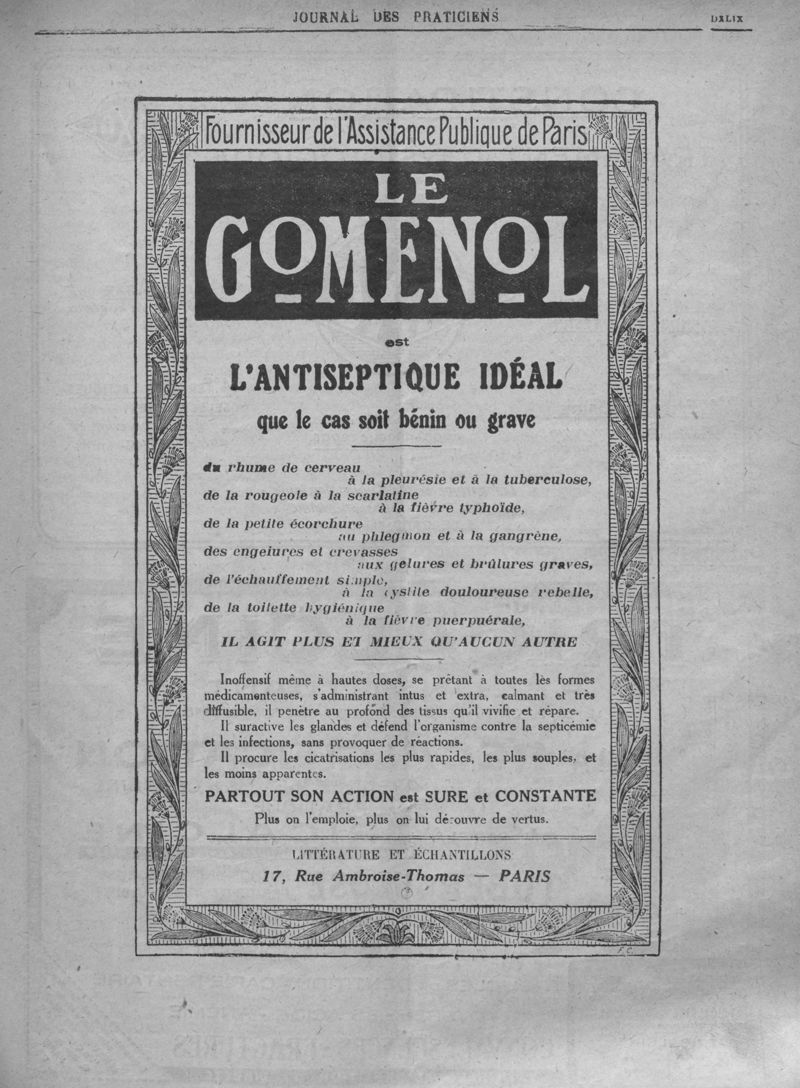 JOURNAL DES PRATICIENS
DXLIX
Fournisseur de l'Assistance Publique de Paris
LE
GOMENOL
est
L'ANTISEPTIQUE IDÉAL
que le cas soit bénin ou grave
du rhume de cerveau
à la pleurésie et à la tuberculose,
de la rougeole à la scarlatine
à la fièvre typhoïde,
de la petite écorchure
au phlegmon et à la gangrène,
des engelures et crevasses
aux gelures et brûlures graves,
de l'échauffement simple,
à la cystite douloureuse rebelle,
de la toilette hygiénique
à la fièvre puerpuérale,
IL AGIT PLUS ET MIEUX QU'AUCUN AUTRE
Inoffensif même à hautes doses, se prêtant à toutes les formes
médicamenteuses, s'administrant intus et extra, calmant et très
diffusible, il penètre au profond des tissus qu'il vivifie et répare.
Il suractive les glandes et défend l'organisme contre la septicémie
et les infections, sans provoquer de réactions.
Il procure les cicatrisations les plus rapides, les plus souples, et
les moins apparentes.
PARTOUT SON ACTION est SURE et CONSTANTE
Plus on l'emploie, plus on lui découvre de vertus.
LITTÉRATURE ET ÉCHANTILLONS
17, Rue Ambroise-Thomas — PARIS